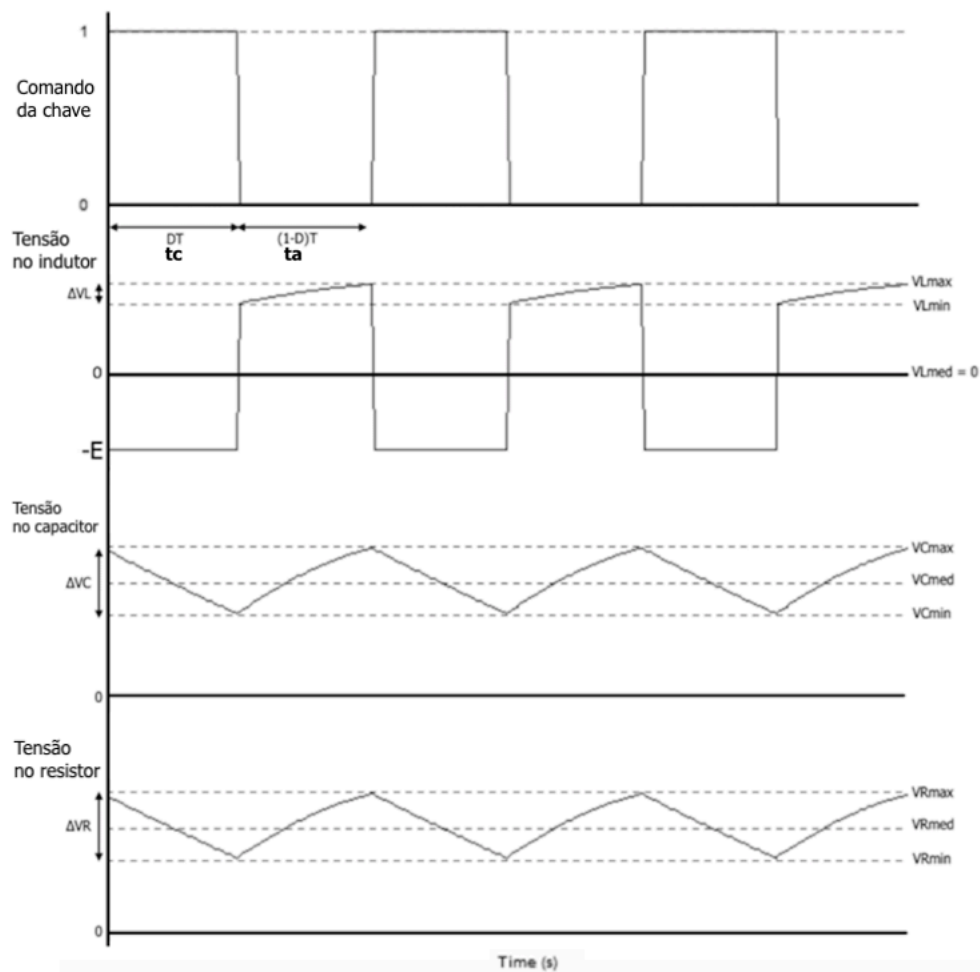 1
Comando
da chave
0
DT
(1-D)T
tc
ta
Tensão
no indutor
ΔVL
VLmax
VLmin
0
VLmed = 0
-E
Tensão
no capacitor
VCmax
ΔVC
VCmed
VCmin
0
Tensão
no resistor
VRmax
ΔVR
VRmed
VRmin
0
Time (s)